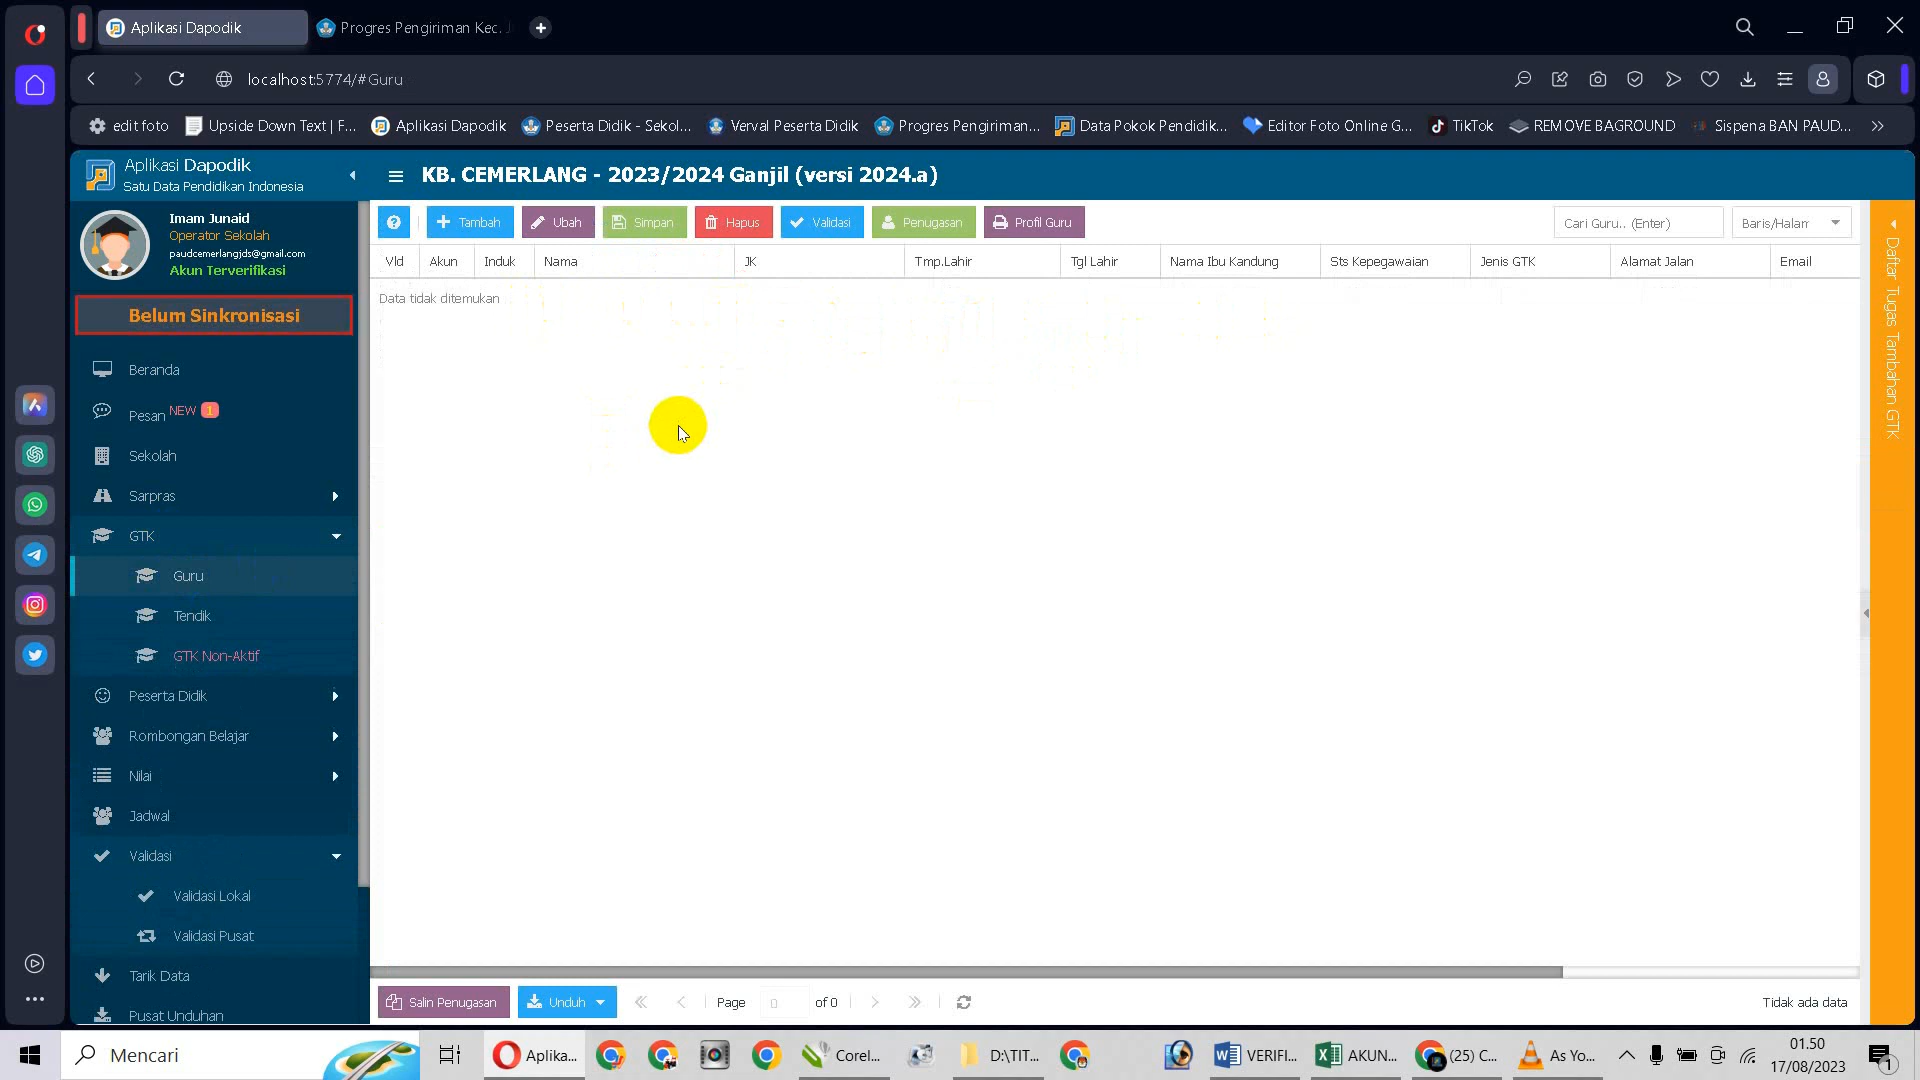 Aplikasi Dapodik
Progres Pengiriman Kec. J
localhost:5774/#Guru
edit foto
Upside Down Text | F...
Aplikasi Dapodik
Peserta Didik - Sekol...
Verval Peserta Didik
Progres Pengiriman...
Data Pokok Pendidik...
Editor Foto Online G...
TikTok
REMOVE BAGROUND
Sispena BAN PAUD...
Aplikasi Dapodik
Satu Data Pendidikan Indonesia
KB. CEMERLANG - 2023/2024 Ganjil (versi 2024.a)
Imam Junaid
Operator Sekolah
paudcemerlangjds@gmail.com
Akun Terverifikasi
Belum Sinkronisasi
Beranda
Pesan NEW 1
Sekolah
Sarpras
GTK
Guru
Tendik
GTK Non-Aktif
Peserta Didik
Rombongan Belajar
Nilai
Jadwal
Validasi
Validasi Lokal
Validasi Pusat
Tarik Data
Pusat Unduhan
Tambah
Ubah
Simpan
Hapus
Validasi
Penugasan
Profil Guru
Cari Guru.. (Enter)
Baris/Halam
Vld Akun Induk Nama JK Tmp.Lahir Tgl Lahir Nama Ibu Kandung Sts Kepegawaian Jenis GTK Alamat Jalan Email
Data tidak ditemukan
Daftar Tugas Tambahan GTK
Salin Penugasan
Unduh
Page 0 of 0
Tidak ada data
Mencari
Aplika...
Corel...
D:\TIT...
VERIFI...
AKUN...
(25) C...
As Yo...
01.50
17/08/2023
1